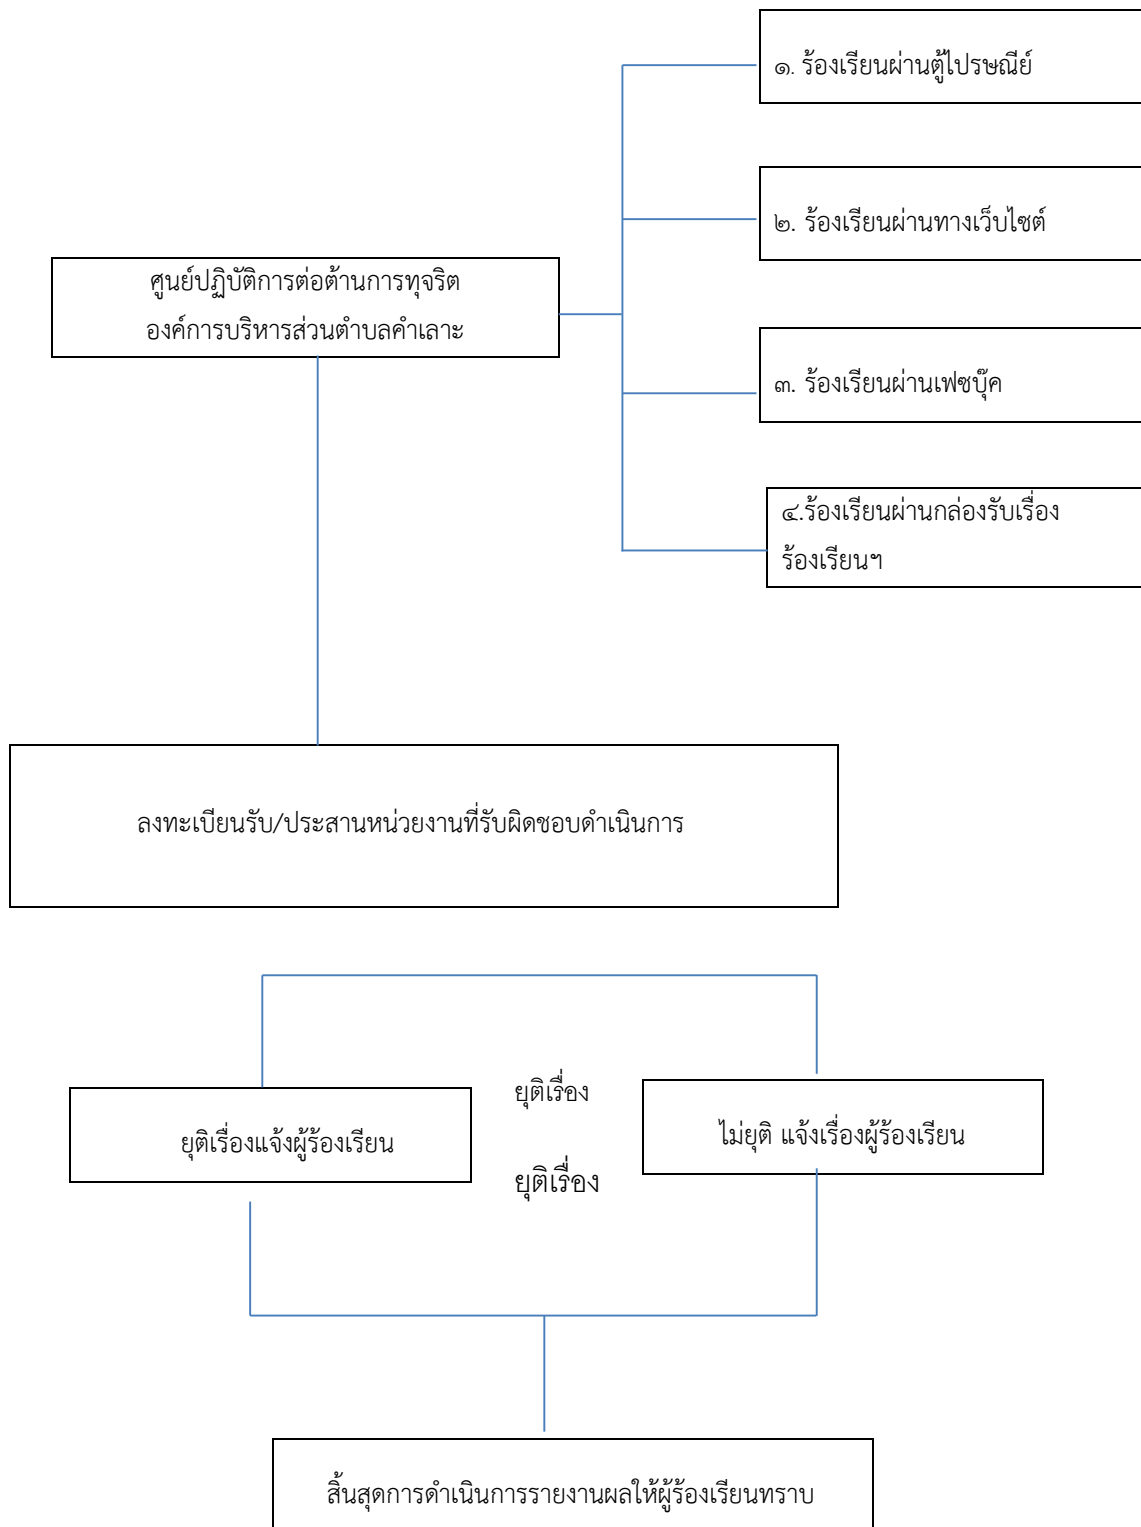 ๑. ร้องเรียนผ่านตู้ไปรษณีย์
๒. ร้องเรียนผ่านทางเว็บไซต์
ศูนย์ปฏิบัติการต่อต้านการทุจริต
องค์การบริหารส่วนตำบลคำเลาะ
๓. ร้องเรียนผ่านเฟซบุ๊ค
๔.ร้องเรียนผ่านกล่องรับเรื่อง
ร้องเรียนฯ
ลงทะเบียนรับ/ประสานหน่วยงานที่รับผิดชอบดำเนินการ
ยุติเรื่อง
ยุติเรื่องแจ้งผู้ร้องเรียน
ไม่ยุติ แจ้งเรื่องผู้ร้องเรียน
ยุติเรื่อง
สิ้นสุดการดำเนินการรายงานผลให้ผู้ร้องเรียนทราบ